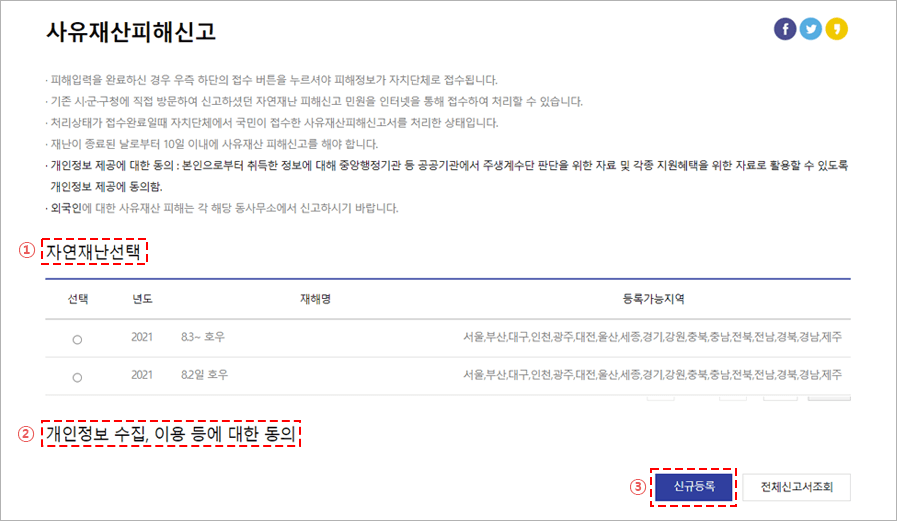 사유재산피해신고
· 피해입력을 완료하신 경우 우측 하단의 접수 버튼을 누르셔야 피해정보가 자치단체로 접수됩니다.
· 기존 시·군·구청에 직접 방문하여 신고하셨던 자연재난 피해신고 민원을 인터넷을 통해 접수하여 처리할 수 있습니다.
· 처리상태가 접수완료일때 자치단체에서 국민이 접수한 사유재산피해신고서를 처리한 상태입니다.
· 재난이 종료된 날로부터 10일 이내에 사유재산 피해신고를 해야 합니다.
· 개인정보 제공에 대한 동의 : 본인으로부터 취득한 정보에 대해 중앙행정기관 등 공공기관에서 주생계수단 판단을 위한 자료 및 각종 지원혜택을 위한 자료로 활용할 수 있도록
개인정보 제공에 동의함.
· 외국인에 대한 사유재산 피해는 각 해당 동사무소에서 신고하시기 바랍니다.
① 자연재난선택
선택 년도 재해명 등록가능지역
2021 8.3~ 호우 서울,부산,대구,인천,광주,대전,울산,세종,경기,강원,충북,충남,전북,전남,경북,경남,제주
2021 8.2일 호우 서울,부산,대구,인천,광주,대전,울산,세종,경기,강원,충북,충남,전북,전남,경북,경남,제주
② 개인정보 수집, 이용 등에 대한 동의
③ 신규등록 전체신고서조회